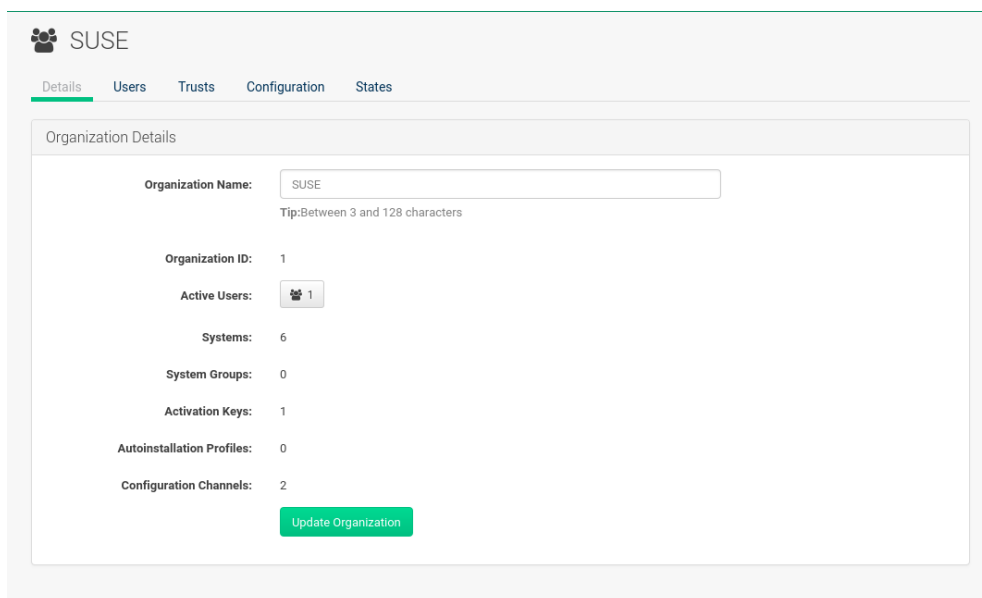 SUSE
Details Users Trusts Configuration States
Organization Details
Organization Name: SUSE
Tip:Between 3 and 128 characters
Organization ID: 1
Active Users: 1
Systems: 6
System Groups: 0
Activation Keys: 1
Autoinstallation Profiles: 0
Configuration Channels: 2
Update Organization